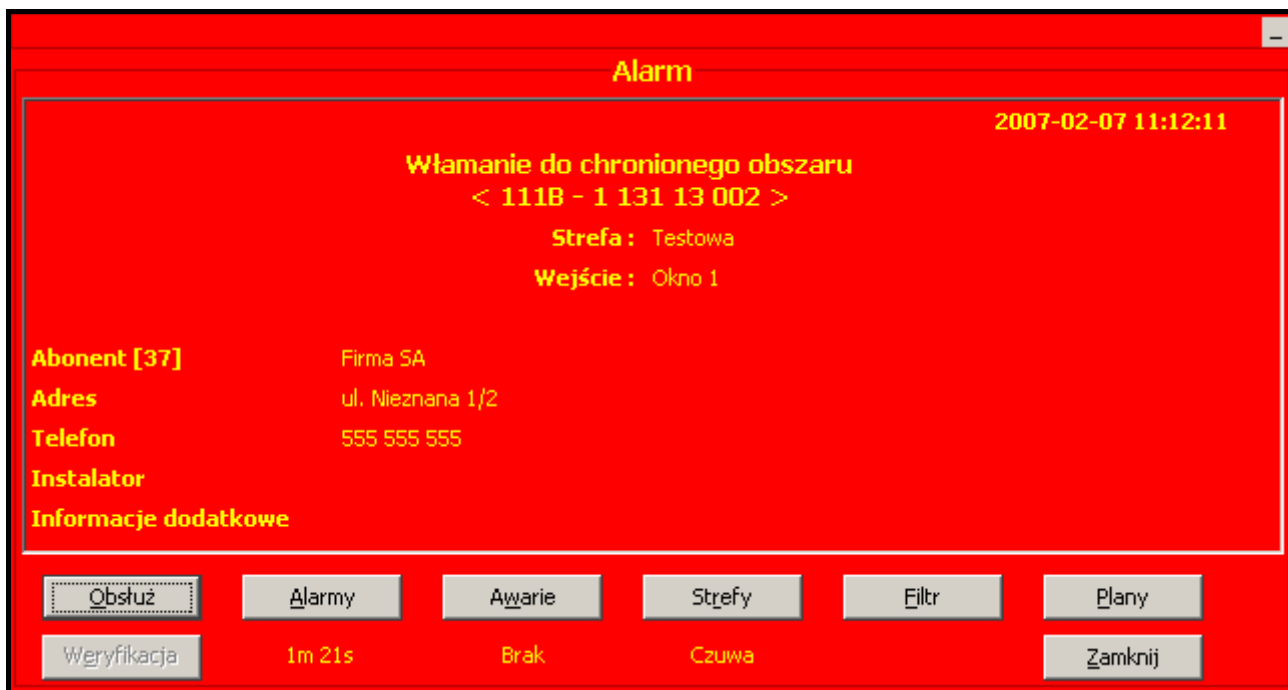 Alarm
2007-02-07 11:12:11
Włamanie do chronionego obszaru
< 111B - 1 131 13 002 >
Strefa : Testowa
Wejście : Okno 1
Abonent [37] Firma SA
Adres ul. Nieznana 1/2
Telefon 555 555 555
Instalator
Informacje dodatkowe
Obsłuż Alarmy Awarie Strefy Filtr Plany
Weryfikacja 1m 21s Brak Czuwa Zamknij